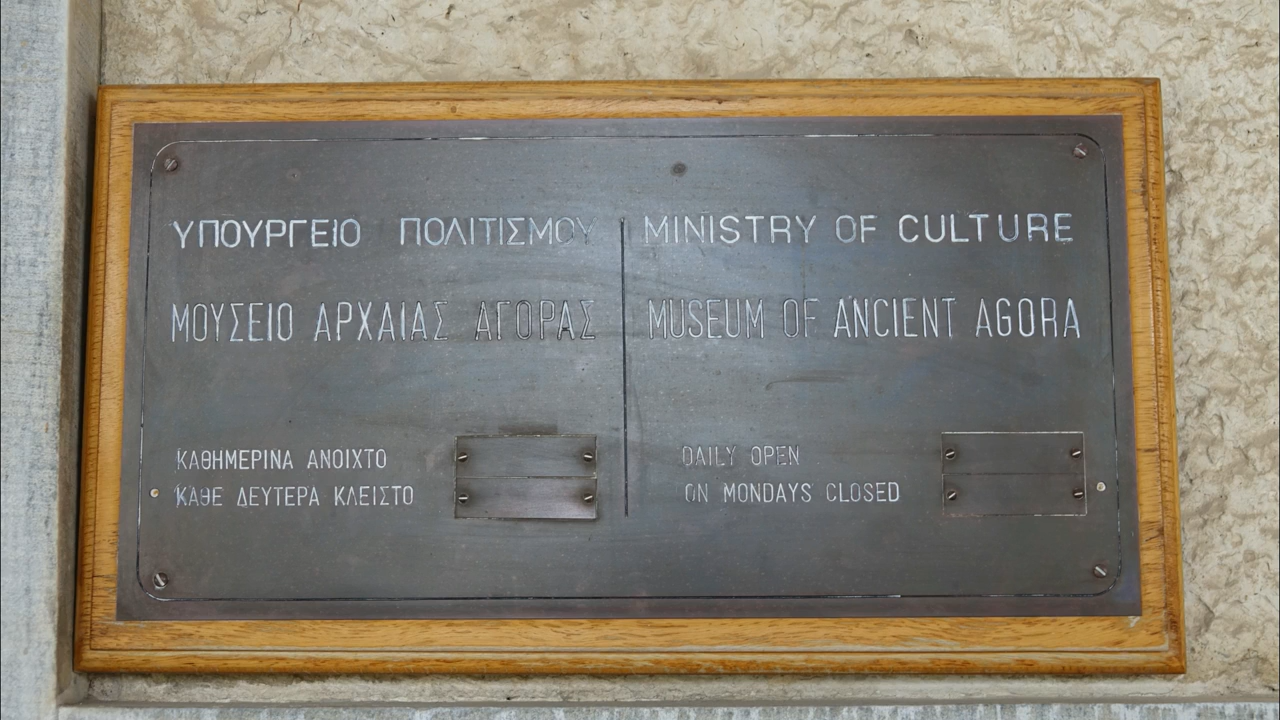 ΥΠΟΥΡΓΕΙΟ ΠΟΛΙΤΙΣΜΟΥ
ΜΟΥΣΕΙΟ ΑΡΧΑΙΑΣ ΑΓΟΡΑΣ
ΚΑΘΗΜΕΡΙΝΑ ΑΝΟΙΧΤΟ
ΚΑΘΕ ΔΕΥΤΕΡΑ ΚΛΕΙΣΤΟ
MINISTRY OF CULTURE
MUSEUM OF ANCIENT AGORA
DAILY OPEN
ON MONDAYS CLOSED